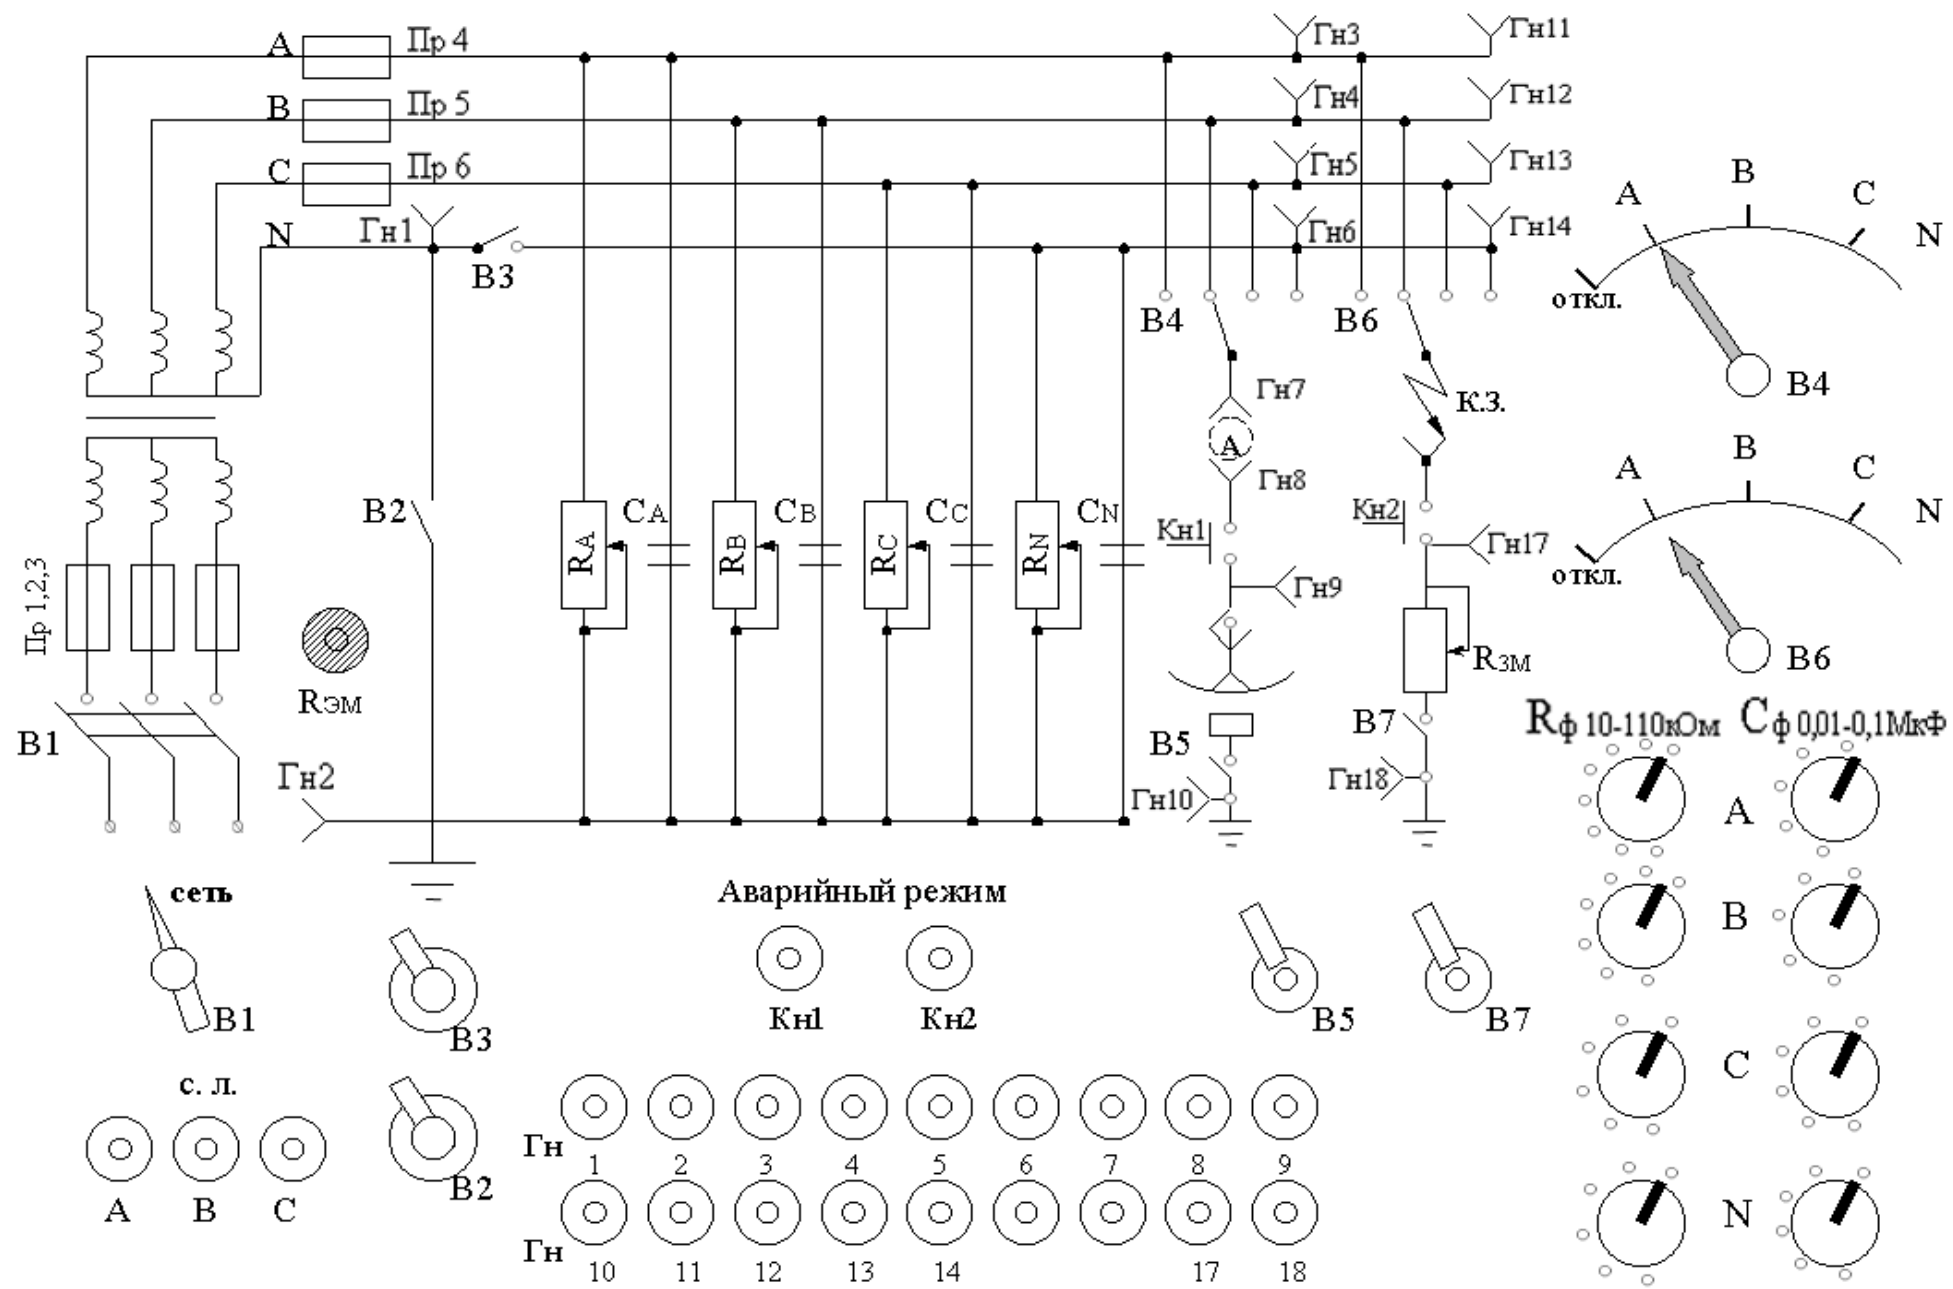 A
Пр 4
Гн3
Гн11
B
Пр 5
Гн4
Гн12
C
Пр 6
Гн5
Гн13
N
Гн1
B3
Гн6
Гн14
A
B
C
N
откл.
B4
B4
B6
Гн7
A
К.З.
Гн8
A
B
C
N
откл.
B6
B2
RA
CA
RB
CB
RC
CC
RN
CN
Кн1
Кн2
Гн17
Гн9
Пр 1,2,3
RЭМ
RЗМ
B1
Гн2
B5
Гн10
B7
Гн18
Rф 10-110кОм
Cф 0,01-0,1МкФ
A
B
C
N
сеть
B1
B3
Аварийный режим
Кн1
Кн2
B5
B7
с. л.
A
B
C
B2
Гн
1 2 3 4 5 6 7 8 9
Гн
10 11 12 13 14 17 18